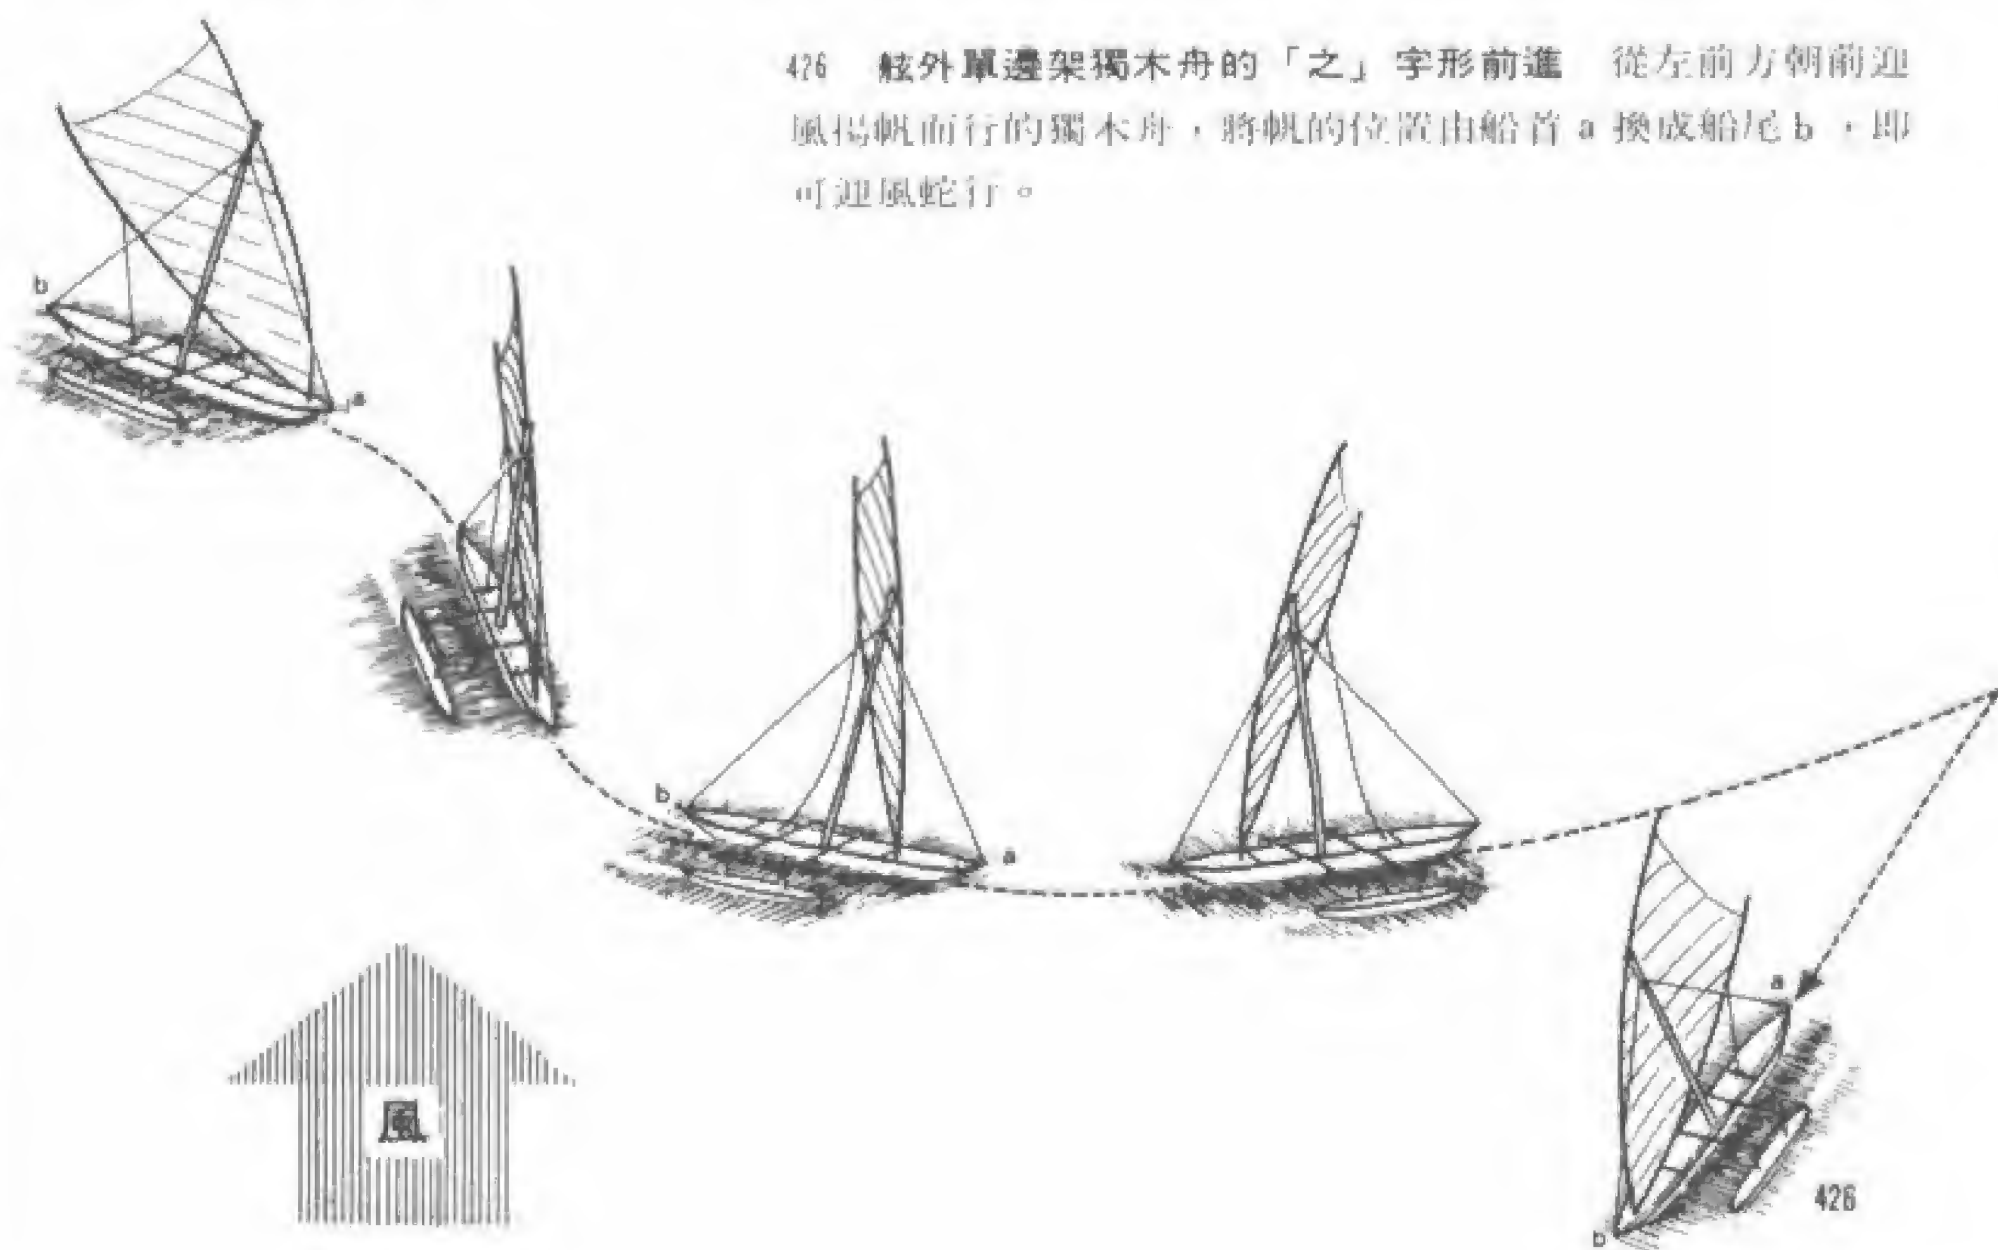 426 舷外單邊架獨木舟的「之」字形前進 從左前方朝前迎
風揚帆而行的獨木舟，將帆的位置由船首 a 換成船尾 b ，即
可迎風蛇行。
b
a
b
a
a
風
426
b